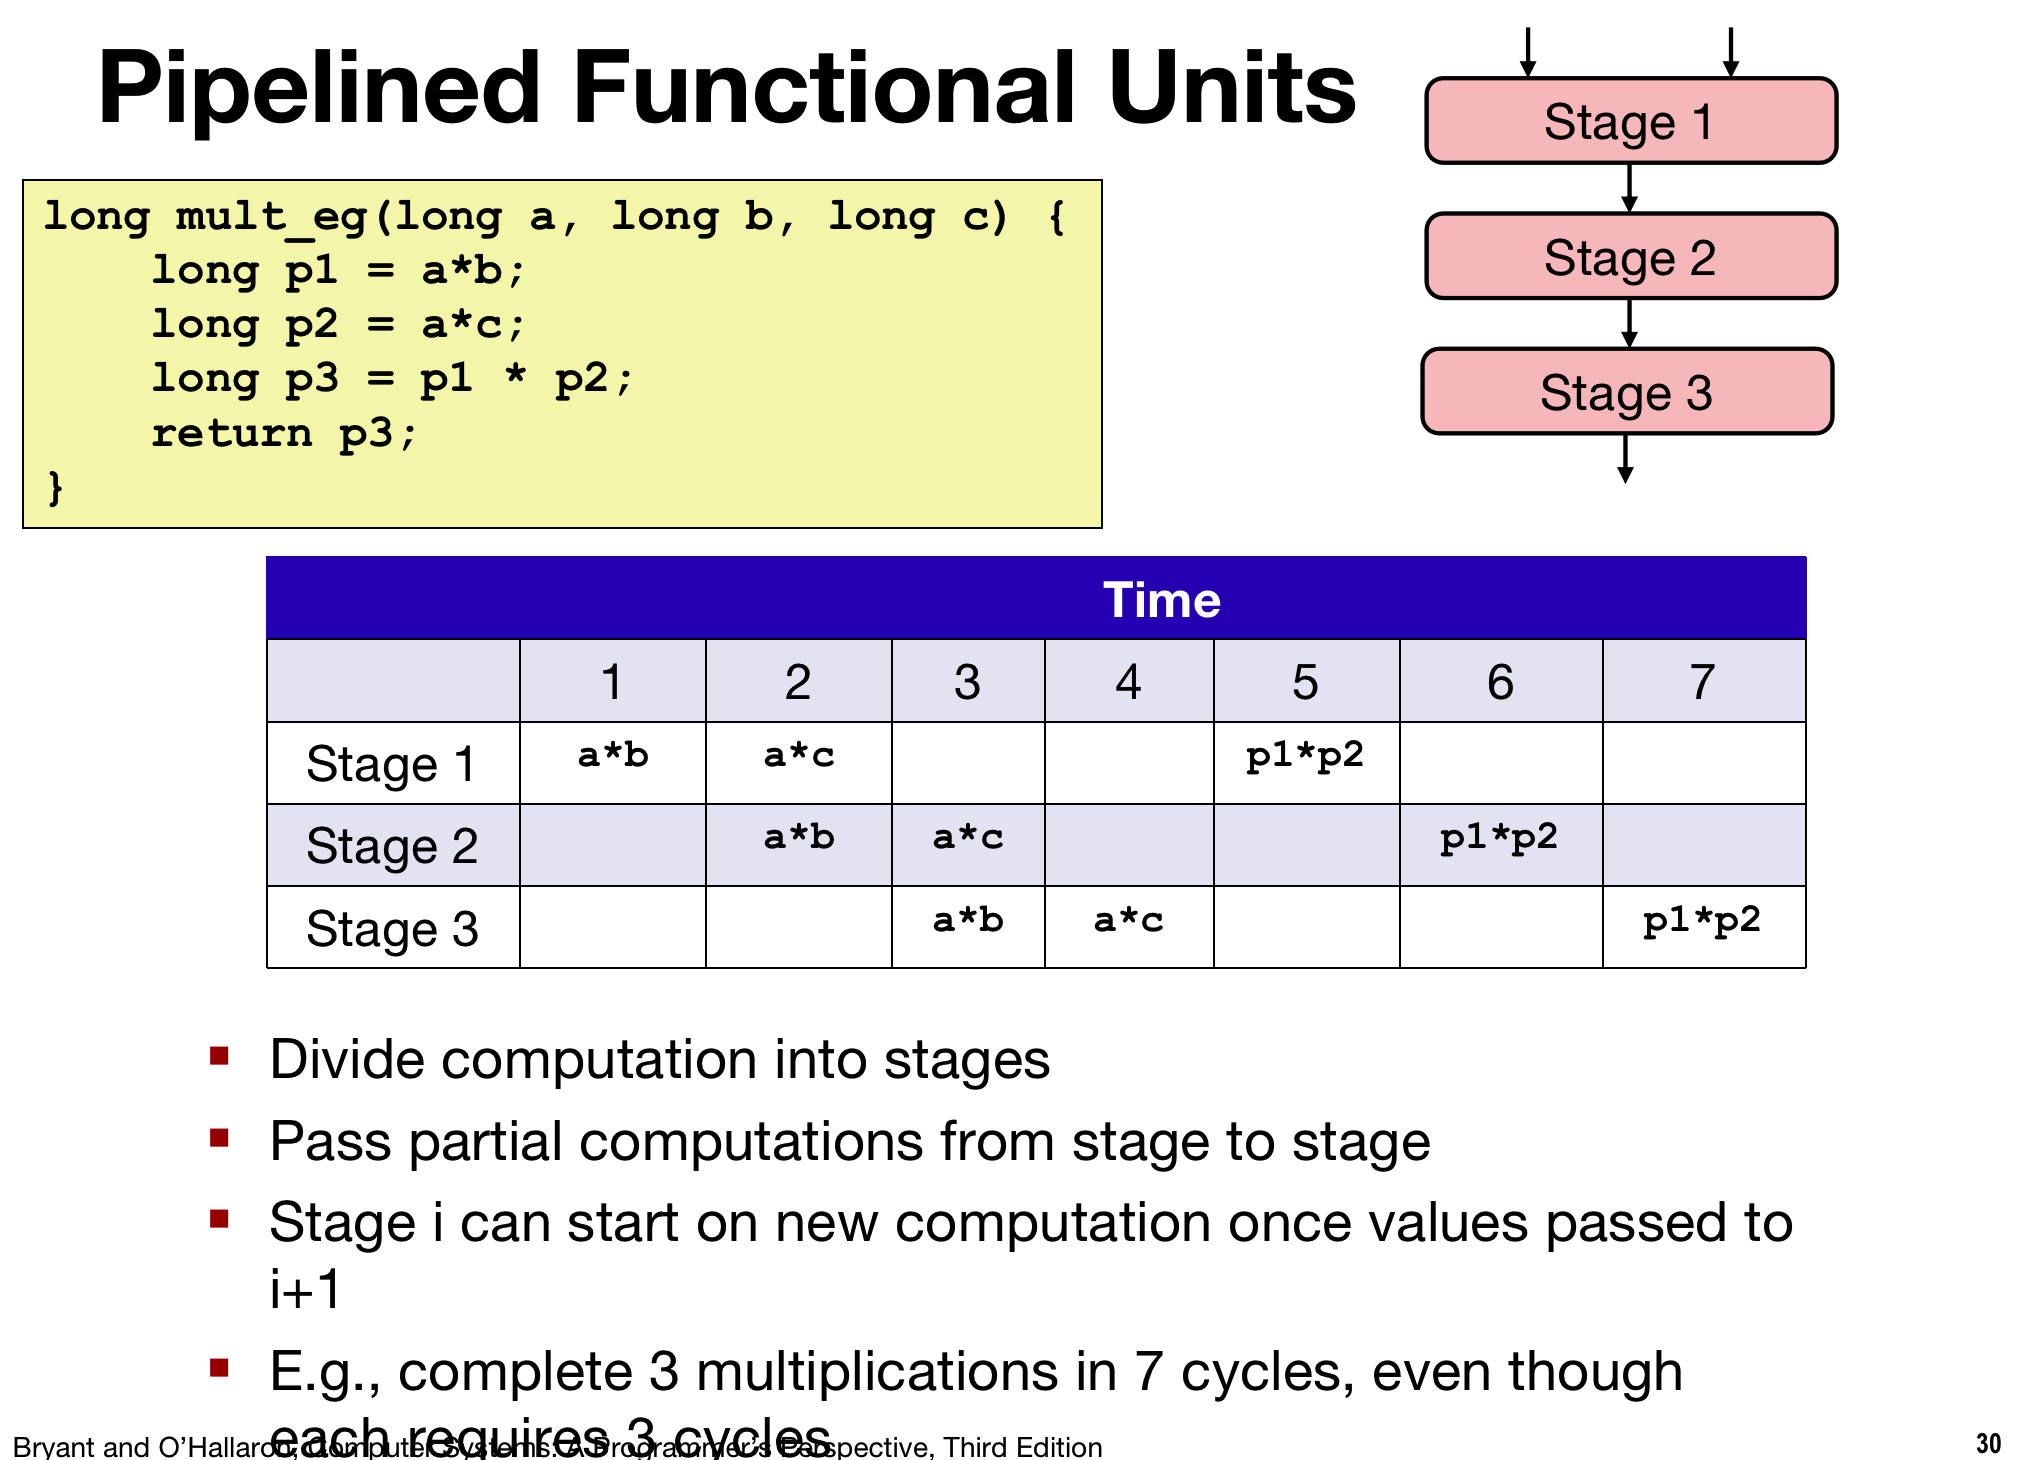 Pipelined Functional Units
long mult_eg(long a, long b, long c) {
    long p1 = a*b;
    long p2 = a*c;
    long p3 = p1 * p2;
    return p3;
}
Stage 1
Stage 2
Stage 3
Time
1 2 3 4 5 6 7
Stage 1 a*b a*c p1*p2
Stage 2 a*b a*c p1*p2
Stage 3 a*b a*c p1*p2
Divide computation into stages
Pass partial computations from stage to stage
Stage i can start on new computation once values passed to
i+1
E.g., complete 3 multiplications in 7 cycles, even though
each requires 3 cycles
Bryant and O’Hallaron, Computer Systems: A Programmer’s Perspective, Third Edition
30